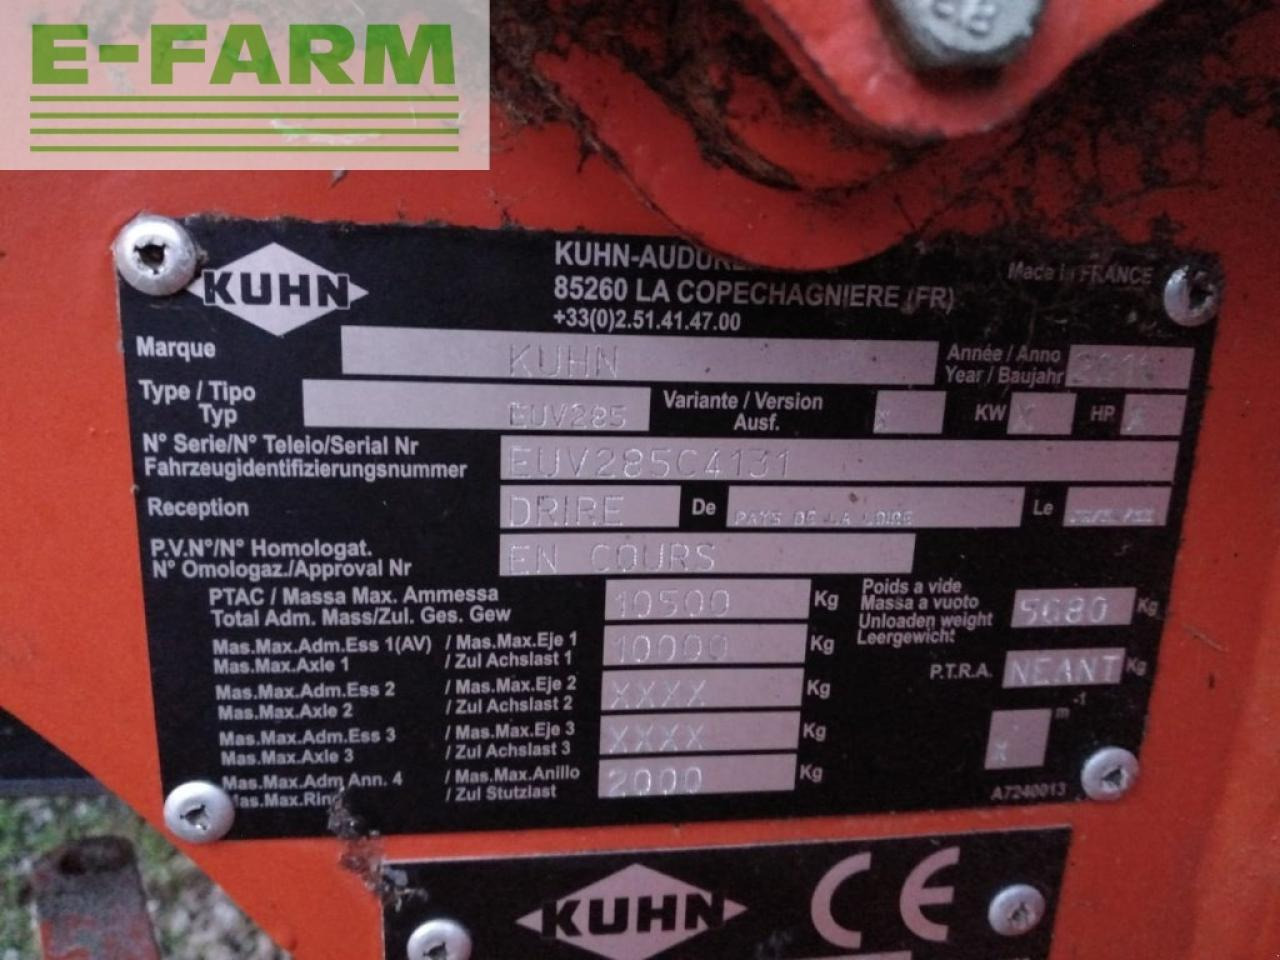 E-FARM
KUHN
85260 LA COPECHAGNIERE (FR)
+33(0)2.51.41.47.00
Made in FRANCE
Marque KUHN
Année / Anno
Year / Baujahr
Type / Tipo
Typ EUV285
Variante / Version
Ausf. X KW X HP X
N° Serie/N° Teleio/Serial Nr
Fahrzeugidentifizierungsnummer EUV285C4131
Reception DRIRE De PAYS DE LA LOIRE Le
P.V.N°/N° Homologat.
N° Omologaz./Approval Nr EN COURS
PTAC / Massa Max. Ammessa
Total Adm. Mass/Zul. Ges. Gew 10500 Kg
Poids a vide
Massa a vuoto
Unloaden weight
Leergewicht 5080 Kg
Mas.Max.Adm.Ess 1(AV) / Mas.Max.Eje 1
Mas.Max.Axle 1 / Zul Achslast 1 10000 Kg
P.T.R.A. NEANT Kg
Mas.Max.Adm.Ess 2 / Mas.Max.Eje 2
Mas.Max.Axle 2 / Zul Achslast 2 XXXX Kg
X m-1
Mas.Max.Adm.Ess 3 / Mas.Max.Eje 3
Mas.Max.Axle 3 / Zul Achslast 3 XXXX Kg
Mas.Max.Adm Ann. 4 / Mas.Max.Anillo
Mas.Max.Ring / Zul Stutzlast 2000 Kg
A7240013
KUHN CE